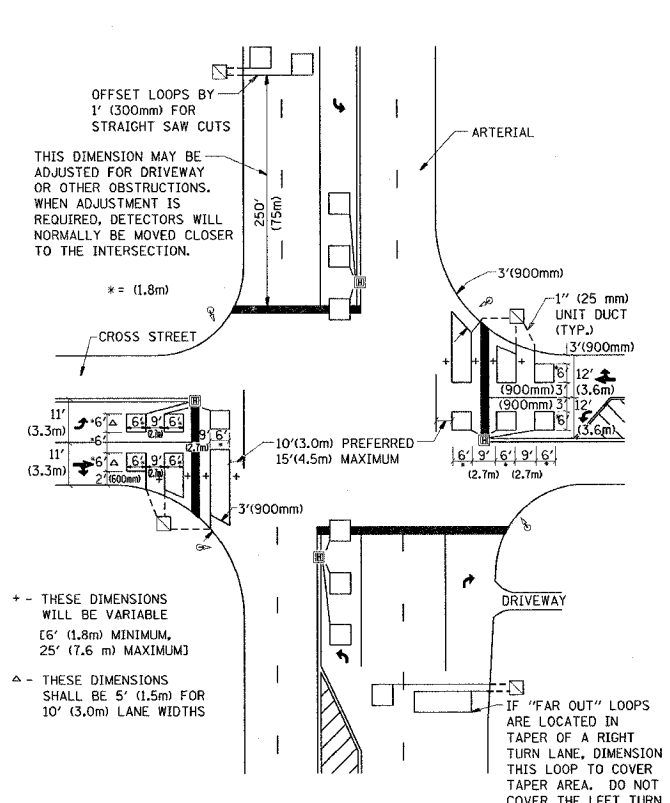 OFFSET LOOPS BY
1' (300mm) FOR
STRAIGHT SAW CUTS
THIS DIMENSION MAY BE
ADJUSTED FOR DRIVEWAY
OR OTHER OBSTRUCTIONS.
WHEN ADJUSTMENT IS
REQUIRED, DETECTORS WILL
NORMALLY BE MOVED CLOSER
TO THE INTERSECTION.
* = (1.8m)
250'
(75m)
ARTERIAL
CROSS STREET
3'(900mm)
1" (25 mm)
UNIT DUCT
(TYP.)
3'(900mm)
*6'
12'
(3.6m)
(900mm) 3'
(900mm) 3'
*6'
12'
(3.6m)
H
H
H
H
11'
(3.3m)
*6'
△
6' 9' 6'
(2.7m)
*6'
11'
(3.3m)
*6'
△
6' 9' 6'
(2.7m)
2' (600mm)
9' 6'
(2.7m) *
10'(3.0m) PREFERRED
15'(4.5m) MAXIMUM
6' 9' 6' 9' 6'
* (2.7m) * (2.7m) *
3'(900mm)
+ - THESE DIMENSIONS
WILL BE VARIABLE
[6' (1.8m) MINIMUM,
25' (7.6 m) MAXIMUM]
△ - THESE DIMENSIONS
SHALL BE 5' (1.5m) FOR
10' (3.0m) LANE WIDTHS
DRIVEWAY
IF "FAR OUT" LOOPS
ARE LOCATED IN
TAPER OF A RIGHT
TURN LANE, DIMENSION
THIS LOOP TO COVER
TAPER AREA. DO NOT
COVER THE LEFT TURN